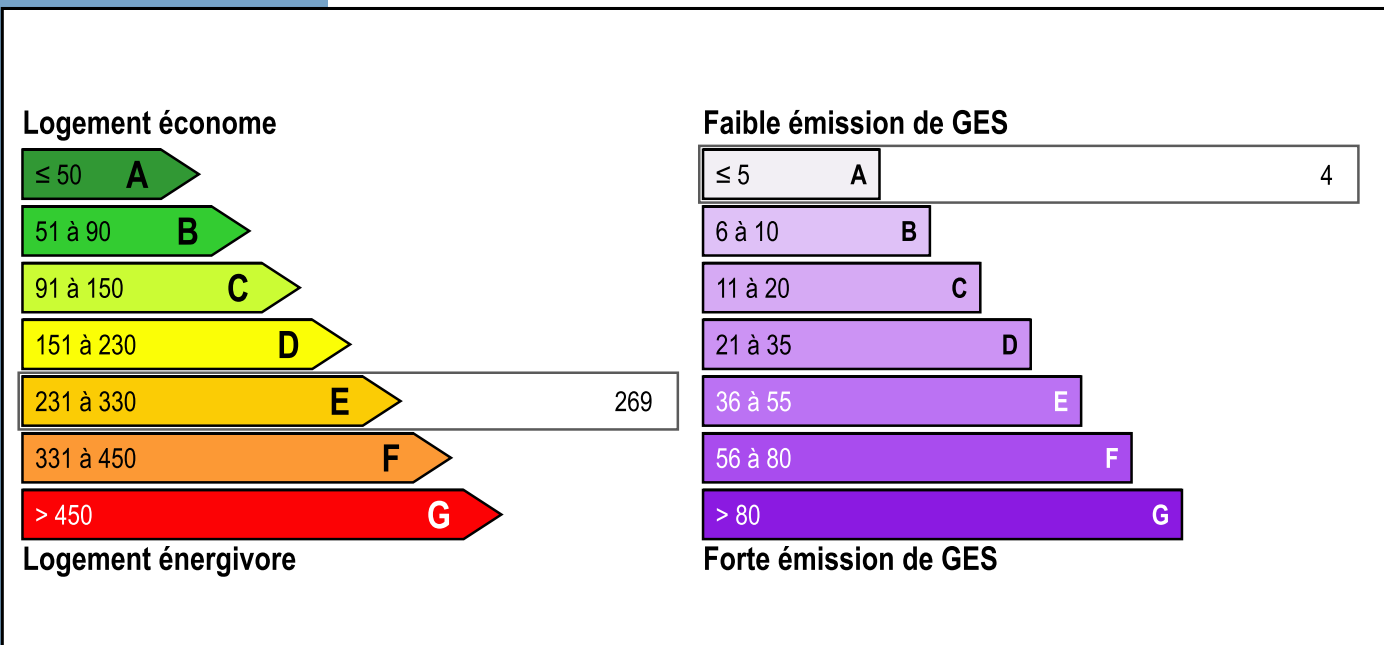 Logement économe
≤ 50 A
51 à 90 B
91 à 150 C
151 à 230 D
231 à 330 E 269
331 à 450 F
> 450 G
Logement énergivore
Faible émission de GES
≤ 5 A 4
6 à 10 B
11 à 20 C
21 à 35 D
36 à 55 E
56 à 80 F
> 80 G
Forte émission de GES